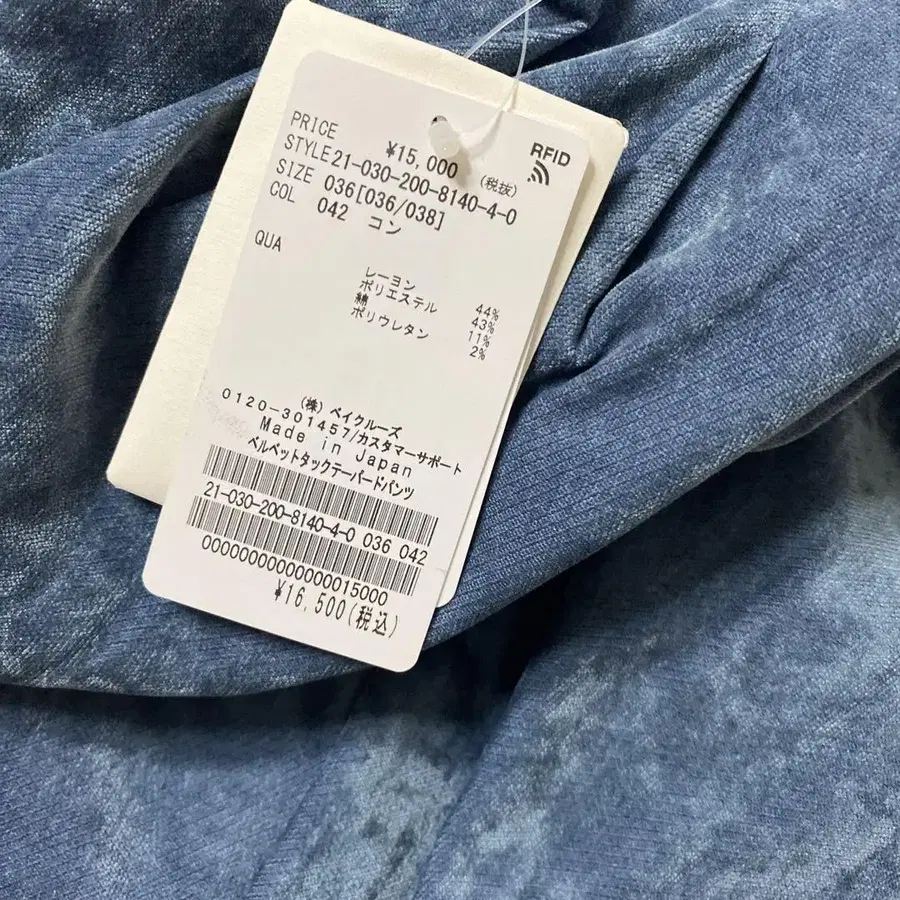 RFID
PRICE ¥15,000 (税抜)
STYLE 21-030-200-8140-4-0
SIZE 036[036/038]
COL 042 コン
QUA
レーヨン 44%
ポリエステル 43%
綿 11%
ポリウレタン 2%
(株) ベイクルーズ
0120-301457/カスタマーサポート
Made in Japan
ベルベットタックテーパードパンツ
21-030-200-8140-4-0 036 042
0000000000000015000
¥16,500(税込)